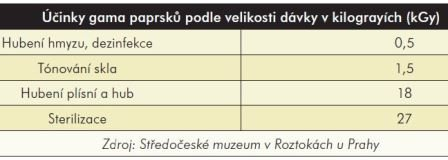 Účinky gama paprsků podle velikosti dávky v kilograyích (kGy)
Hubení hmyzu, dezinfekce 0,5
Tónování skla 1,5
Hubení plísní a hub 18
Sterilizace 27
Zdroj: Středočeské muzeum v Roztokách u Prahy